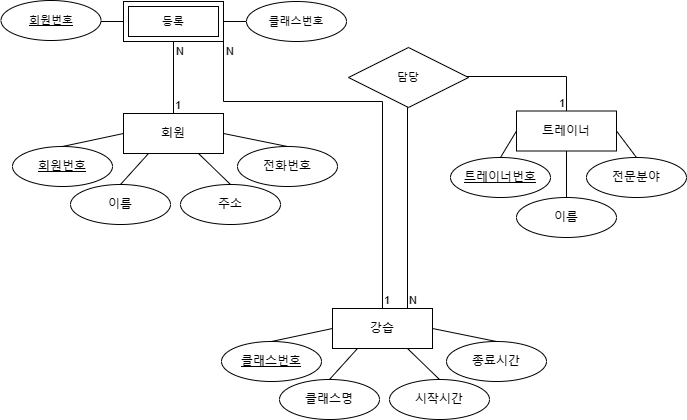 회원번호
등록
클래스번호
N
N
담당
1
1
회원
트레이너
회원번호
전화번호
트레이너번호
전문분야
이름
주소
이름
1
N
강습
클래스번호
종료시간
클래스명
시작시간